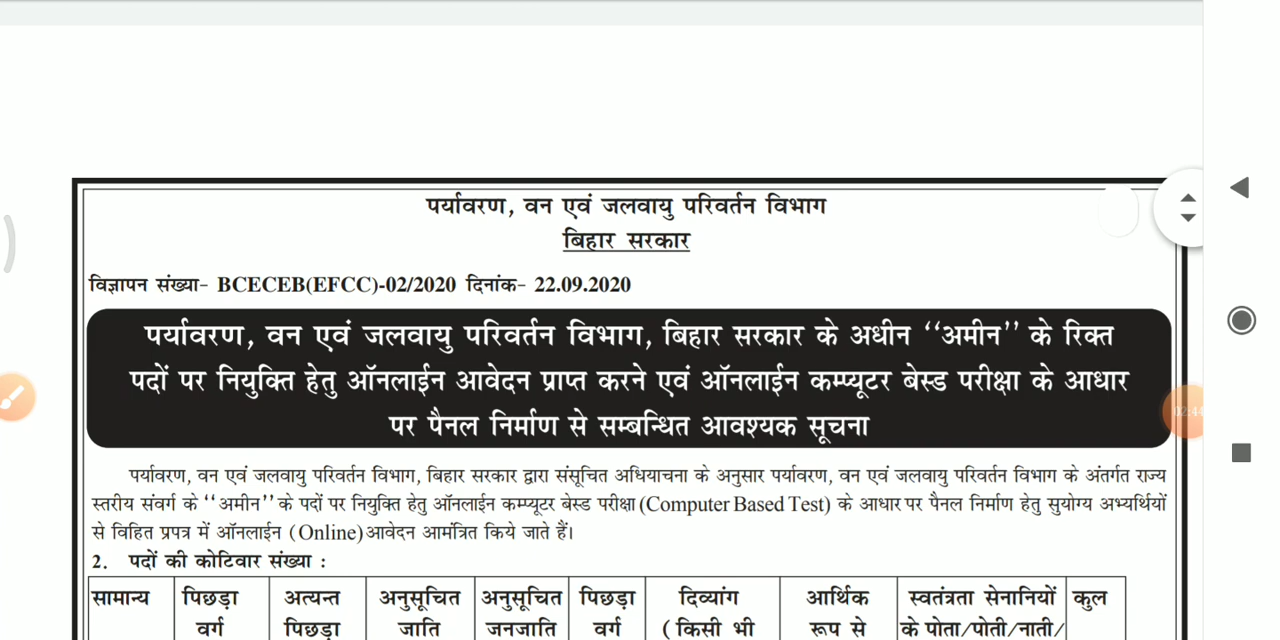 पर्यावरण, वन एवं जलवायु परिवर्तन विभाग
बिहार सरकार
विज्ञापन संख्या- BCECEB(EFCC)-02/2020 दिनांक- 22.09.2020
पर्यावरण, वन एवं जलवायु परिवर्तन विभाग, बिहार सरकार के अधीन ‘‘अमीन’’ के रिक्त
पदों पर नियुक्ति हेतु ऑनलाईन आवेदन प्राप्त करने एवं ऑनलाईन कम्प्यूटर बेस्ड परीक्षा के आधार
पर पैनल निर्माण से सम्बन्धित आवश्यक सूचना
02:44
पर्यावरण, वन एवं जलवायु परिवर्तन विभाग, बिहार सरकार द्वारा संसूचित अधियाचना के अनुसार पर्यावरण, वन एवं जलवायु परिवर्तन विभाग के अंतर्गत राज्य
स्तरीय संवर्ग के ‘‘अमीन’’ के पदों पर नियुक्ति हेतु ऑनलाईन कम्प्यूटर बेस्ड परीक्षा (Computer Based Test) के आधार पर पैनल निर्माण हेतु सुयोग्य अभ्यर्थियों
से विहित प्रपत्र में ऑनलाईन (Online) आवेदन आमंत्रित किये जाते हैं।
2. पदों की कोटिवार संख्या :
सामान्य पिछड़ा अत्यन्त अनुसूचित अनुसूचित पिछड़ा दिव्यांग आर्थिक स्वतंत्रता सेनानियों कुल
वर्ग पिछड़ा जाति जनजाति वर्ग (किसी भी रूप से के पोता/पोती/नाती/